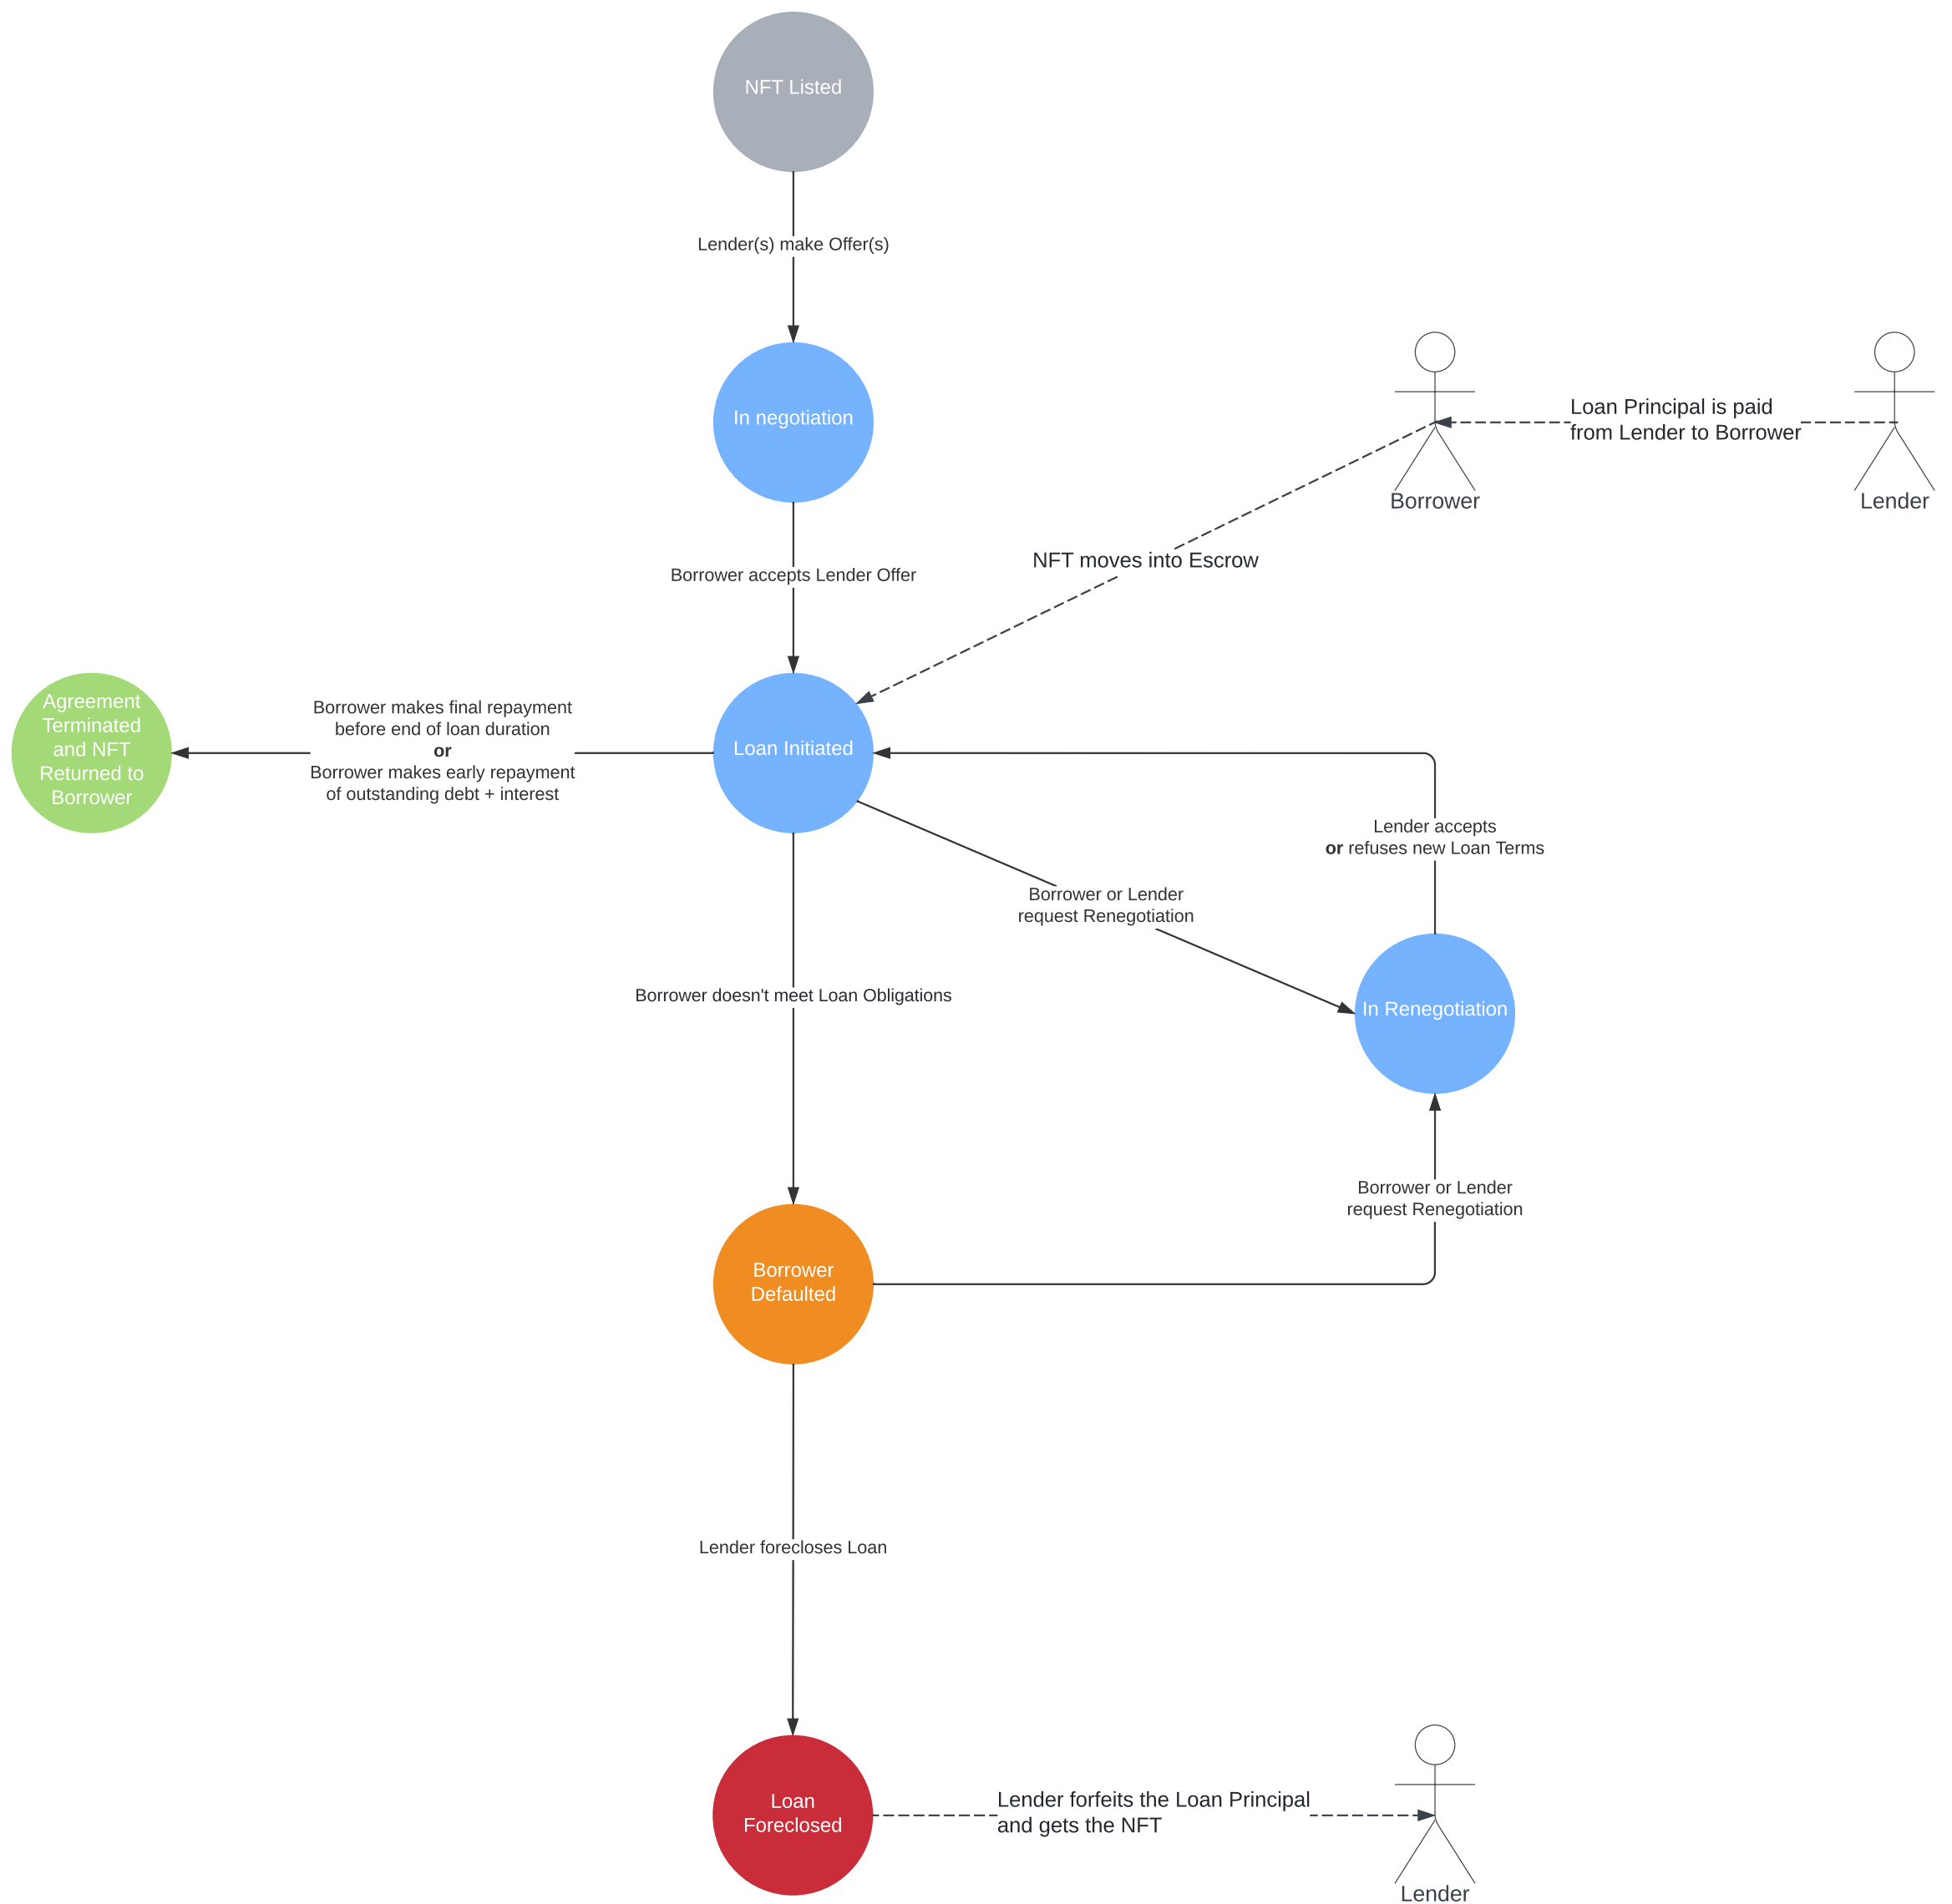 NFT Listed
Lender(s) make Offer(s)
In negotiation
Loan Principal is paid
from Lender to Borrower
Borrower
Lender
NFT moves into Escrow
Borrower accepts Lender Offer
Agreement
Terminated
and NFT
Returned to
Borrower
Borrower makes final repayment
before end of loan duration
or
Borrower makes early repayment
of outstanding debt + interest
Loan Initiated
Lender accepts
or refuses new Loan Terms
Borrower or Lender
request Renegotiation
Borrower doesn't meet Loan Obligations
In Renegotiation
Borrower or Lender
request Renegotiation
Borrower
Defaulted
Lender forecloses Loan
Loan
Foreclosed
Lender forfeits the Loan Principal
and gets the NFT
Lender